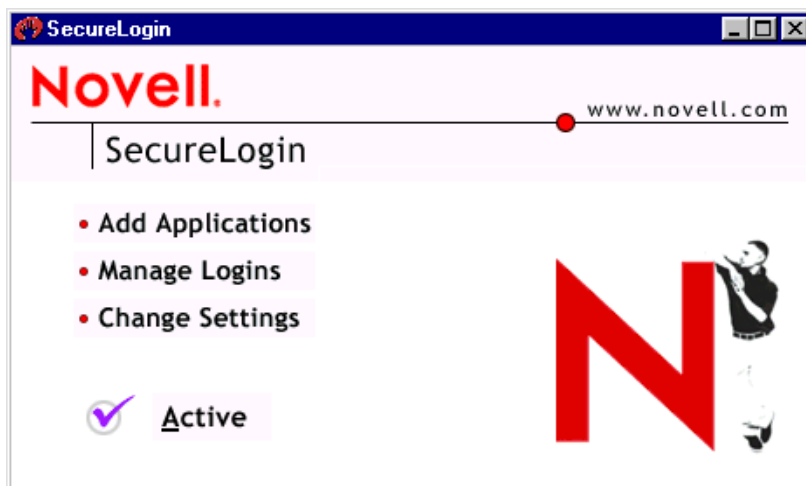 SecureLogin
Novell.
www.novell.com
SecureLogin
Add Applications
Manage Logins
Change Settings
Active
N